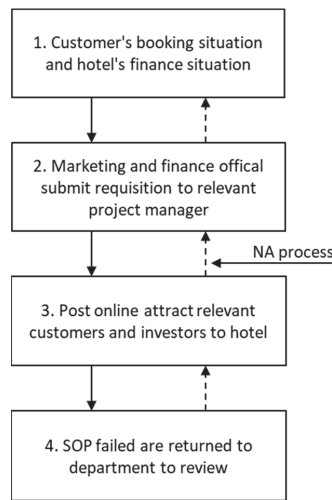 1. Customer's booking situation
and hotel's finance situation
2. Marketing and finance offical
submit requisition to relevant
project manager
NA process
3. Post online attract relevant
customers and investors to hotel
4. SOP failed are returned to
department to review